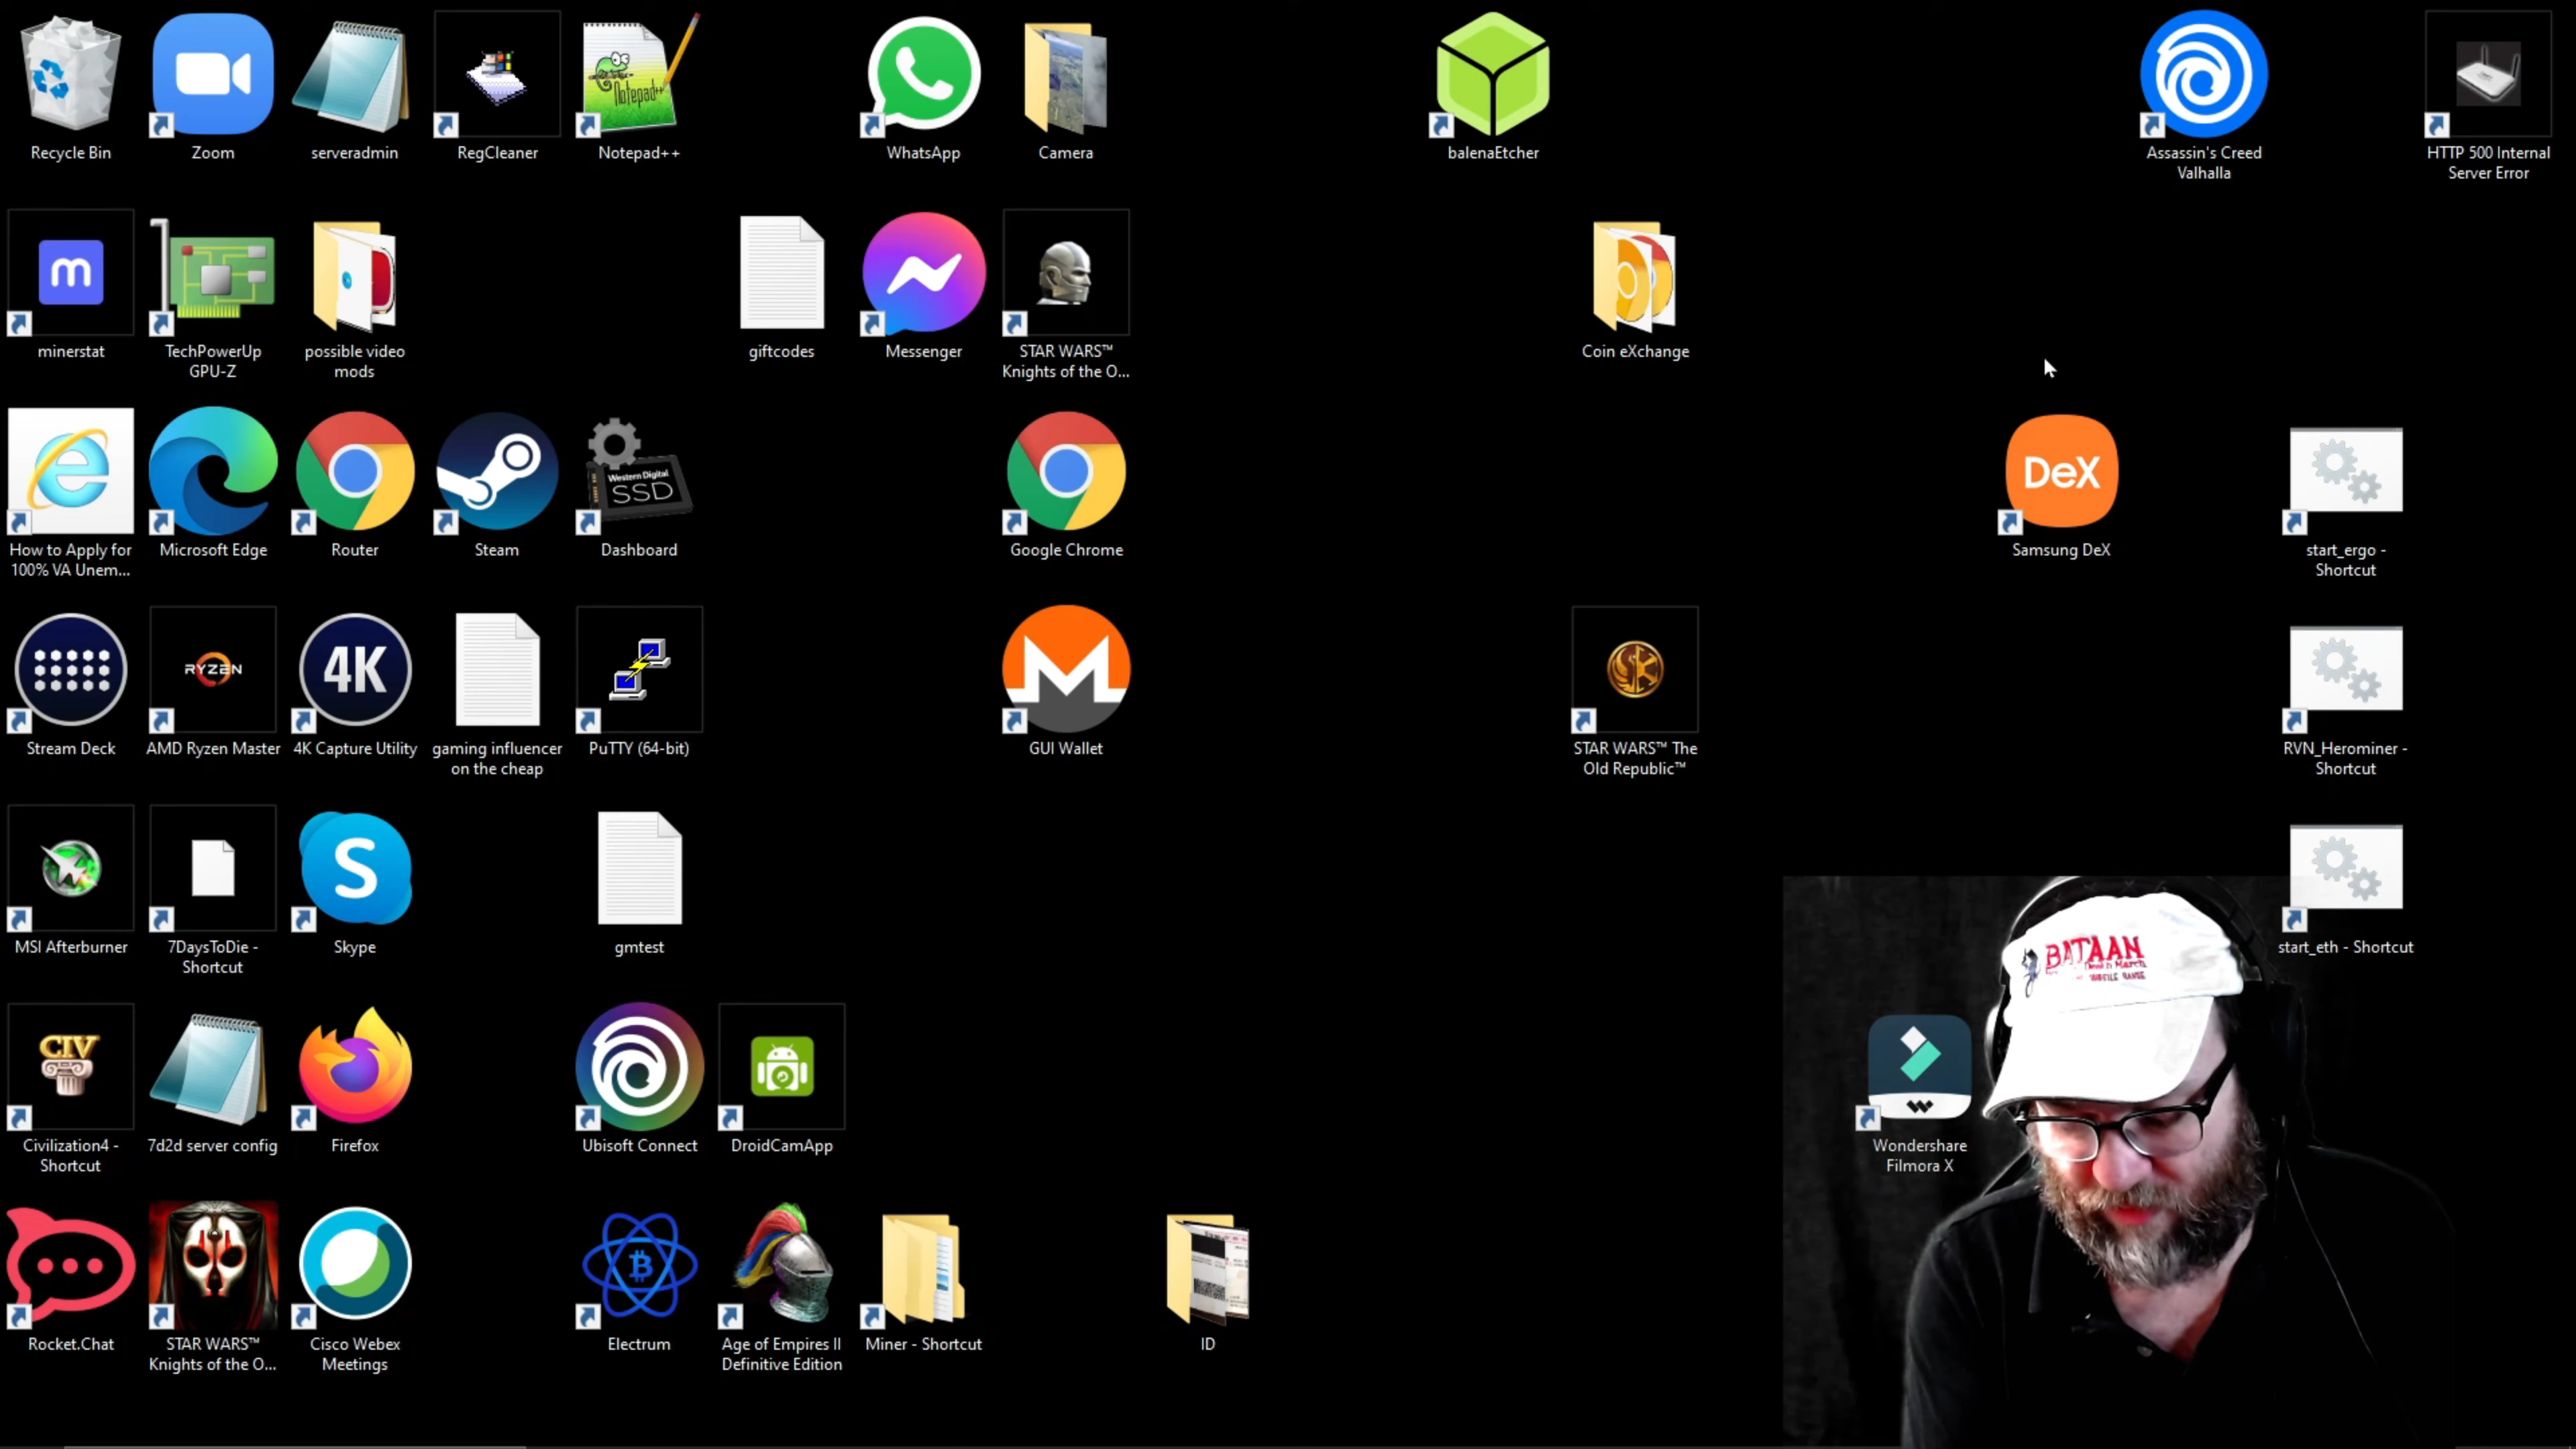 Recycle Bin
Zoom
serveradmin
RegCleaner
Notepad++
Notepad++
WhatsApp
Camera
balenaEtcher
Assassin's Creed
Valhalla
HTTP 500 Internal
Server Error
m
minerstat
TechPowerUp
GPU-Z
possible video
mods
giftcodes
Messenger
STAR WARS™
Knights of the O...
Coin eXchange
How to Apply for
100% VA Unem...
Microsoft Edge
Router
Steam
Western Digital
SSD
Dashboard
Google Chrome
DeX
Samsung DeX
start_ergo -
Shortcut
Stream Deck
RYZEN
AMD Ryzen Master
4K
4K Capture Utility
gaming influencer
on the cheap
PuTTY (64-bit)
GUI Wallet
STAR WARS™ The
Old Republic™
RVN_Herominer -
Shortcut
MSI Afterburner
7DaysToDie -
Shortcut
S
Skype
gmtest
start_eth - Shortcut
BATAAN
March
MISSILE RANGE
CIV
Civilization4 -
Shortcut
7d2d server config
Firefox
Ubisoft Connect
DroidCamApp
Wondershare
Filmora X
Rocket.Chat
STAR WARS™
Knights of the O...
Cisco Webex
Meetings
Electrum
Age of Empires II
Definitive Edition
Miner - Shortcut
ID